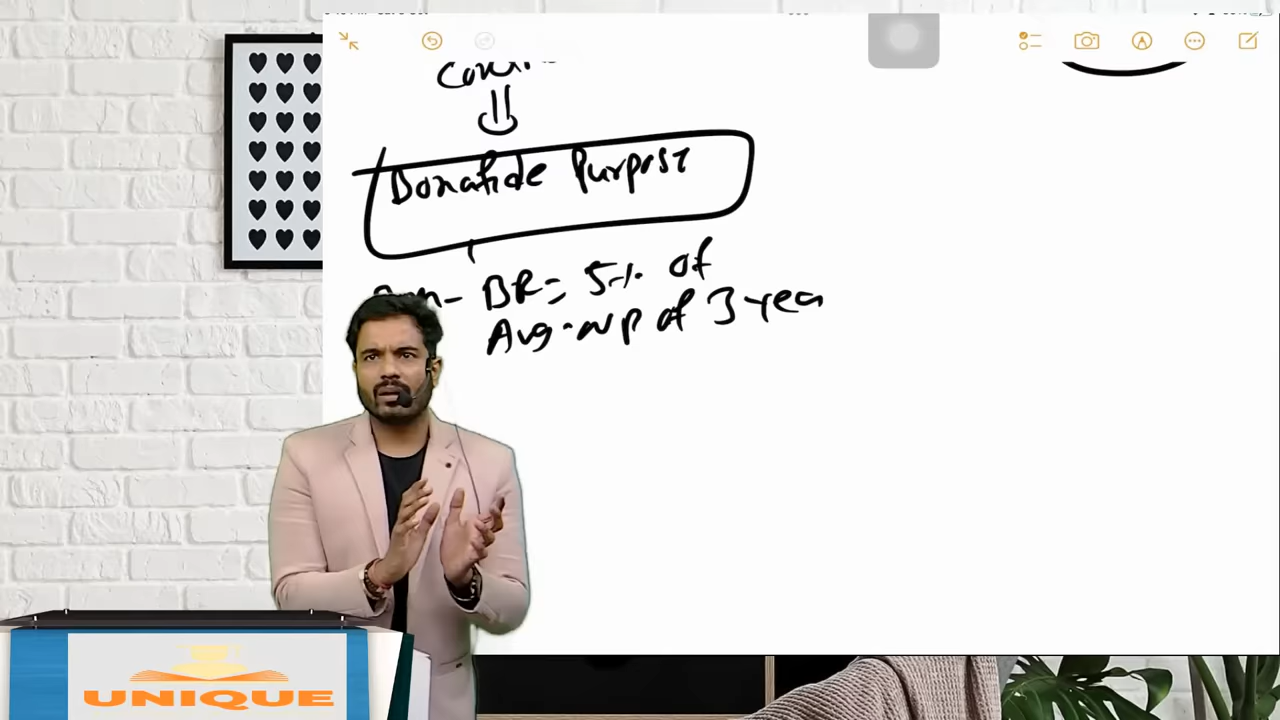 Bonafide Purpose
BR = 5% of
Avg. NP of 3 year
UNIQUE